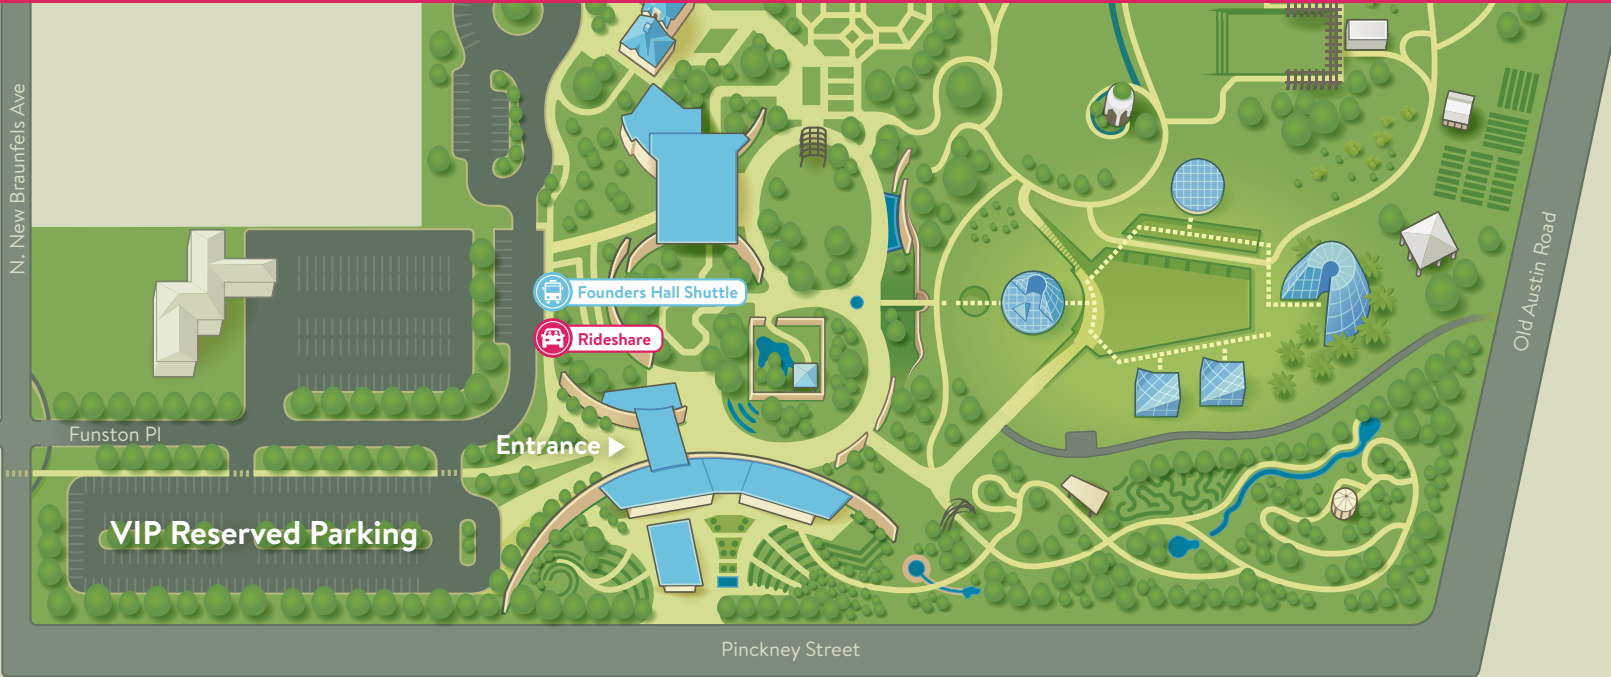 N. New Braunfels Ave
Old Austin Road
Founders Hall Shuttle
Rideshare
Funston Pl
Entrance
VIP Reserved Parking
Pinckney Street